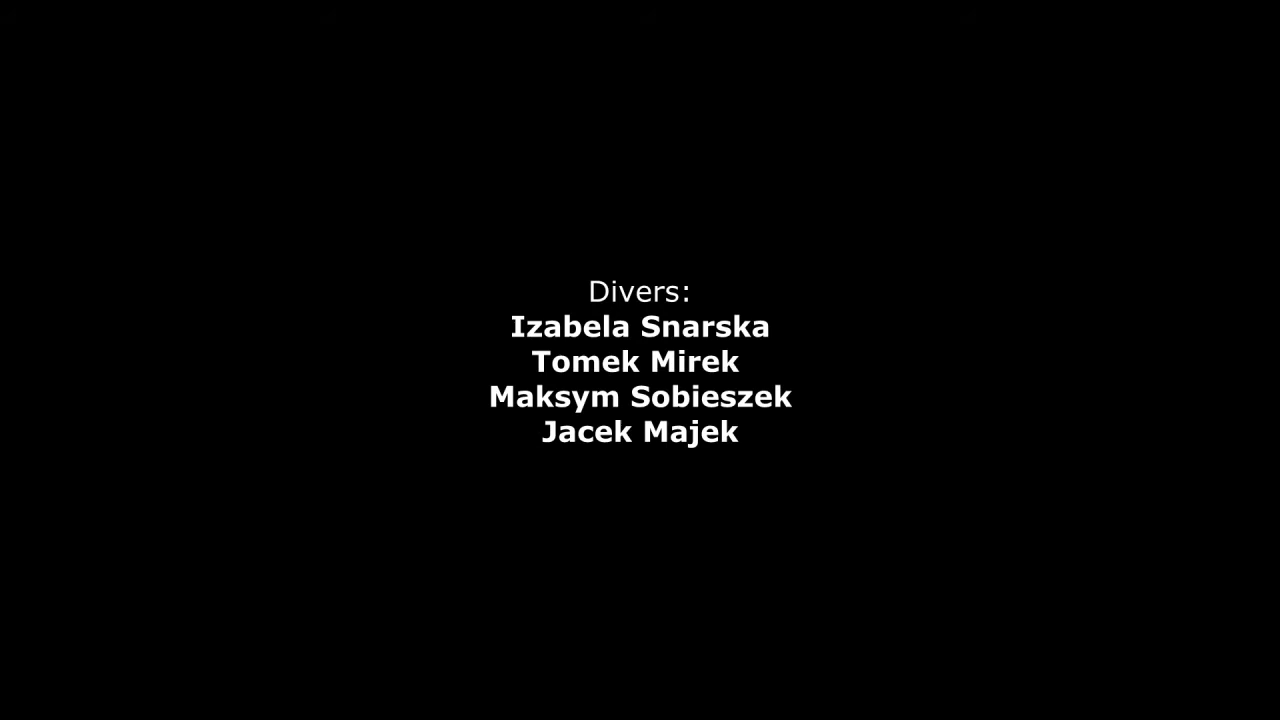 Divers:
Izabela Snarska
Tomek Mirek
Maksym Sobieszek
Jacek Majek